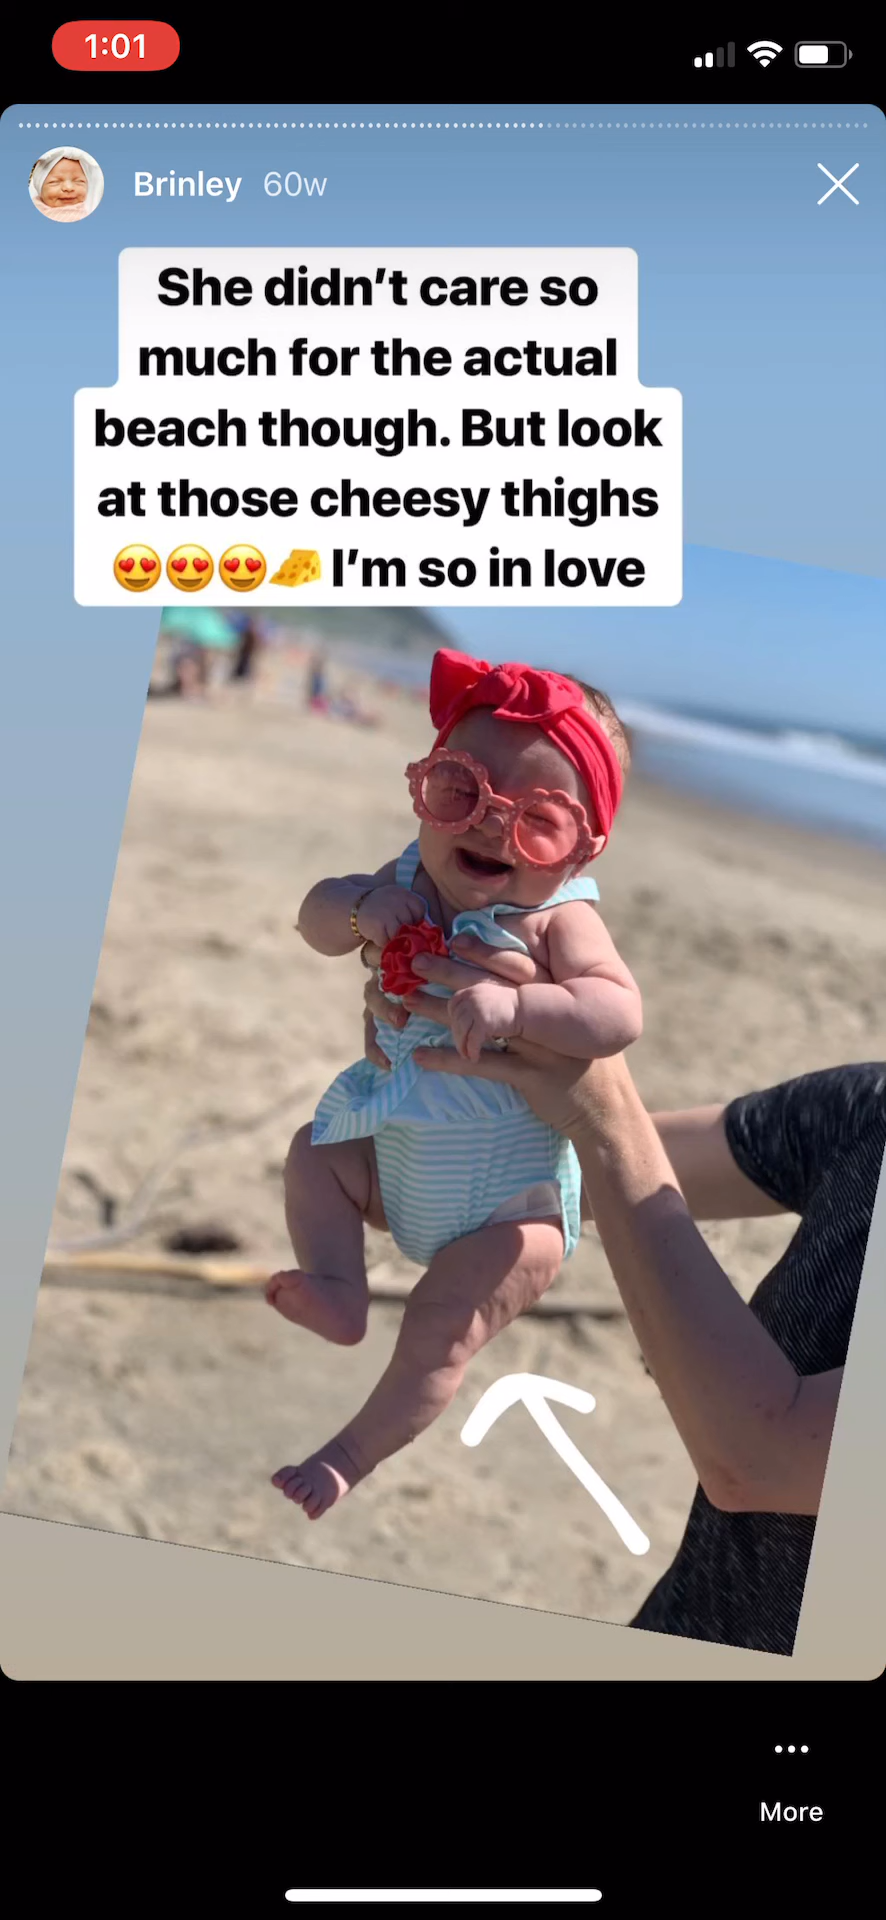 1:01
Brinley 60w
She didn’t care so
much for the actual
beach though. But look
at those cheesy thighs
😍😍😍🧀 I’m so in love
More